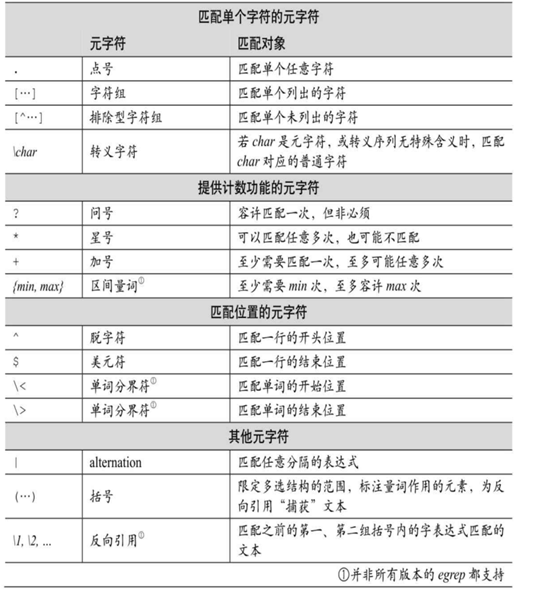 匹配单个字符的元字符
元字符 匹配对象
. 点号 匹配单个任意字符
[…] 字符组 匹配单个列出的字符
[^…] 排除型字符组 匹配单个未列出的字符
\char 转义字符 若 char 是元字符，或转义序列无特殊含义时，匹配
char 对应的普通字符
提供计数功能的元字符
? 问号 容许匹配一次，但非必须
* 星号 可以匹配任意多次，也可能不匹配
+ 加号 至少需要匹配一次，至多可能任意多次
{min, max} 区间量词① 至少需要 min 次，至多容许 max 次
匹配位置的元字符
^ 脱字符 匹配一行的开头位置
$ 美元符 匹配一行的结束位置
\< 单词分界符① 匹配单词的开始位置
\> 单词分界符① 匹配单词的结束位置
其他元字符
| alternation 匹配任意分隔的表达式
(…) 括号 限定多选结构的范围，标注量词作用的元素，为反
向引用“捕获”文本
\1, \2, ... 反向引用① 匹配之前的第一、第二组括号内的字表达式匹配的
文本
①并非所有版本的 egrep 都支持